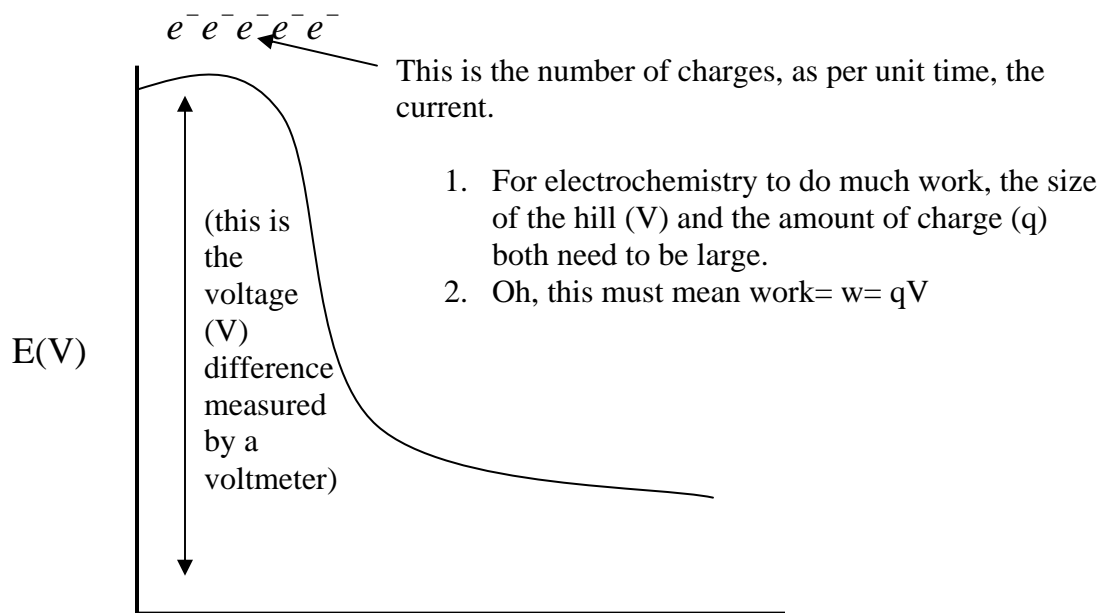 e⁻ e⁻ e⁻ e⁻ e⁻
This is the number of charges, as per unit time, the
current.
1. For electrochemistry to do much work, the size
of the hill (V) and the amount of charge (q)
both need to be large.
2. Oh, this must mean work= w= qV
(this is
the
voltage
(V)
difference
measured
by a
voltmeter)
E(V)